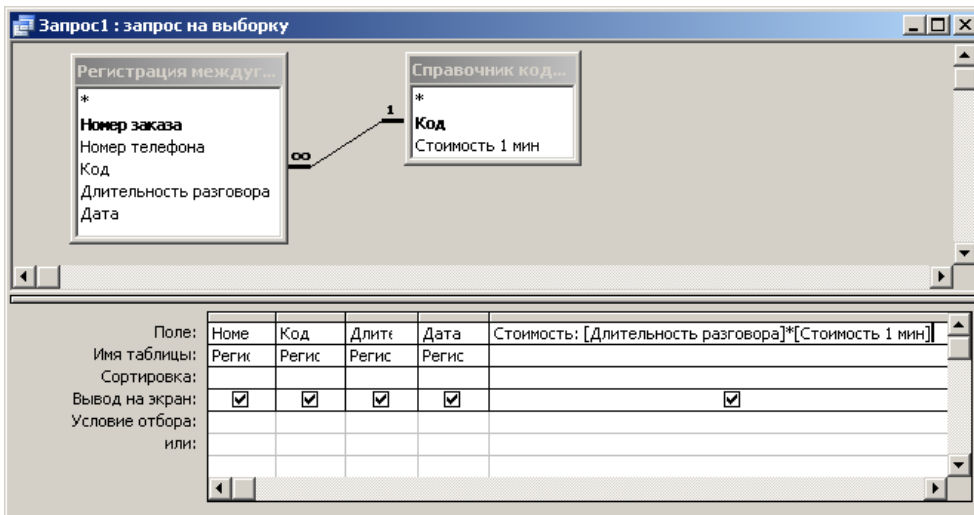 Запрос1 : запрос на выборку
Регистрация междуг...
*
Номер заказа
Номер телефона
Код
Длительность разговора
Дата
∞
1
Справочник код...
*
Код
Стоимость 1 мин
Поле: Номе Код Длите Дата Стоимость: [Длительность разговора]*[Стоимость 1 мин]
Имя таблицы: Регис Регис Регис Регис
Сортировка:
Вывод на экран:
Условие отбора:
или: